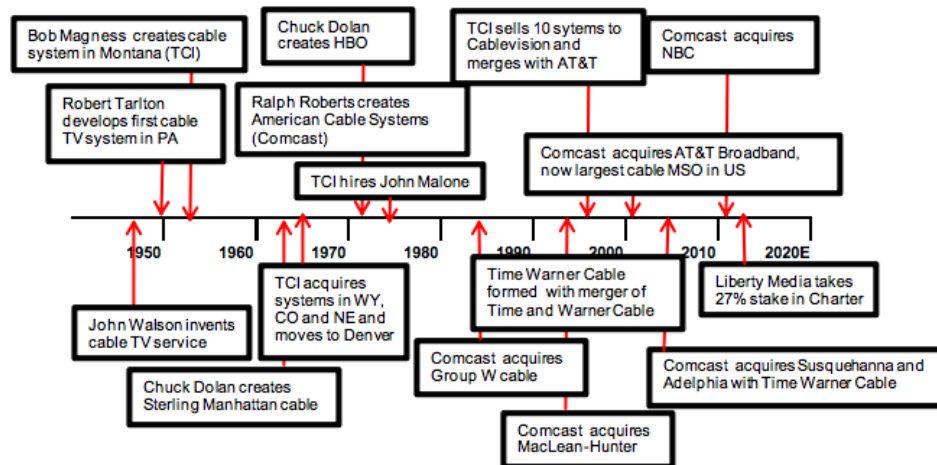 Bob Magness creates cable
system in Montana (TCI)
Chuck Dolan
creates HBO
TCI sells 10 sytems to
Cablevision and
merges with AT&T
Comcast acquires
NBC
Robert Tarlton
develops first cable
TV system in PA
Ralph Roberts creates
American Cable Systems
(Comcast)
Comcast acquires AT&T Broadband,
now largest cable MSO in US
TCI hires John Malone
1950 1960 1970 1980 1990 2000 2010 2020E
John Walson invents
cable TV service
TCI acquires
systems in WY,
CO and NE and
moves to Denver
Time Warner Cable
formed with merger of
Time and Warner Cable
Liberty Media takes
27% stake in Charter
Chuck Dolan creates
Sterling Manhattan cable
Comcast acquires
Group W cable
Comcast acquires Susquehanna and
Adelphia with Time Warner Cable
Comcast acquires
MacLean-Hunter